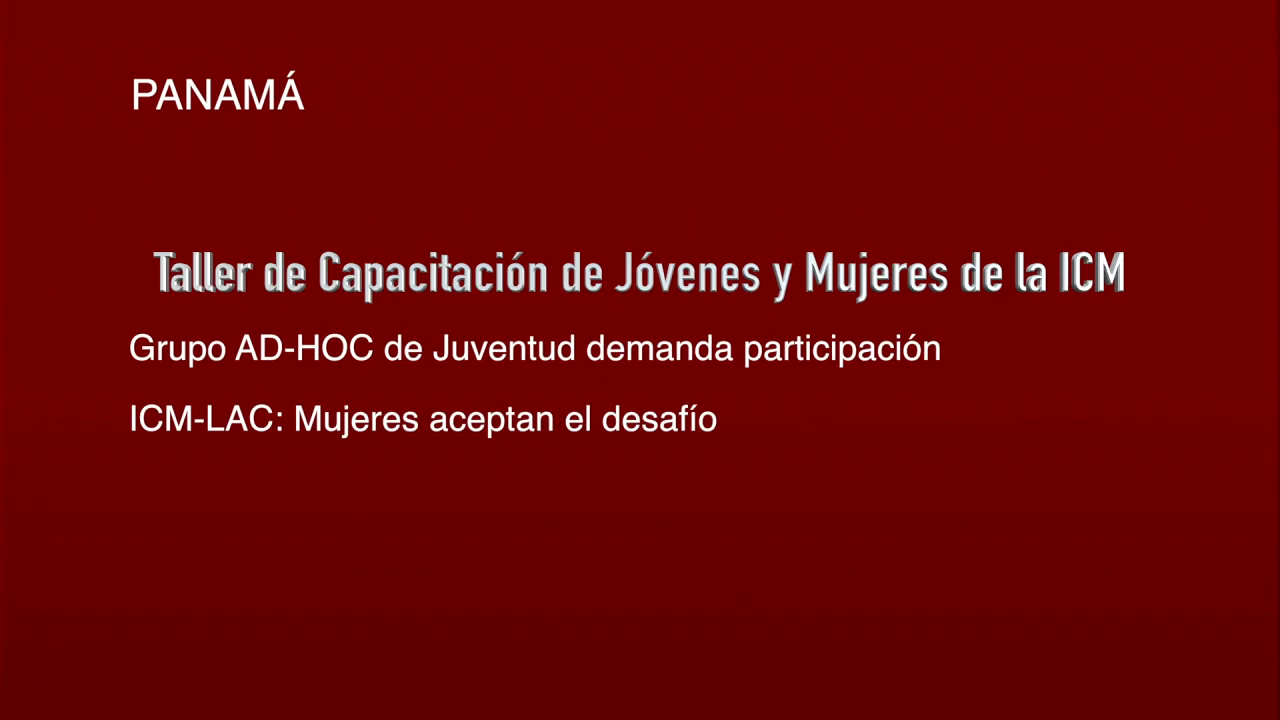 PANAMÁ
Taller de Capacitación de Jóvenes y Mujeres de la ICM
Grupo AD-HOC de Juventud demanda participación
ICM-LAC: Mujeres aceptan el desafío